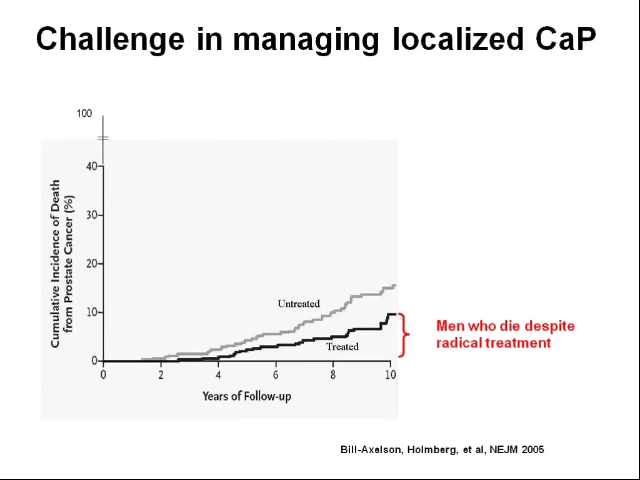 Challenge in managing localized CaP
100
40
30
20
10
0
Cumulative Incidence of Death
from Prostate Cancer (%)
Untreated
Treated
Men who die despite
radical treatment
0 2 4 6 8 10
Years of Follow-up
Bill-Axelson, Holmberg, et al, NEJM 2005